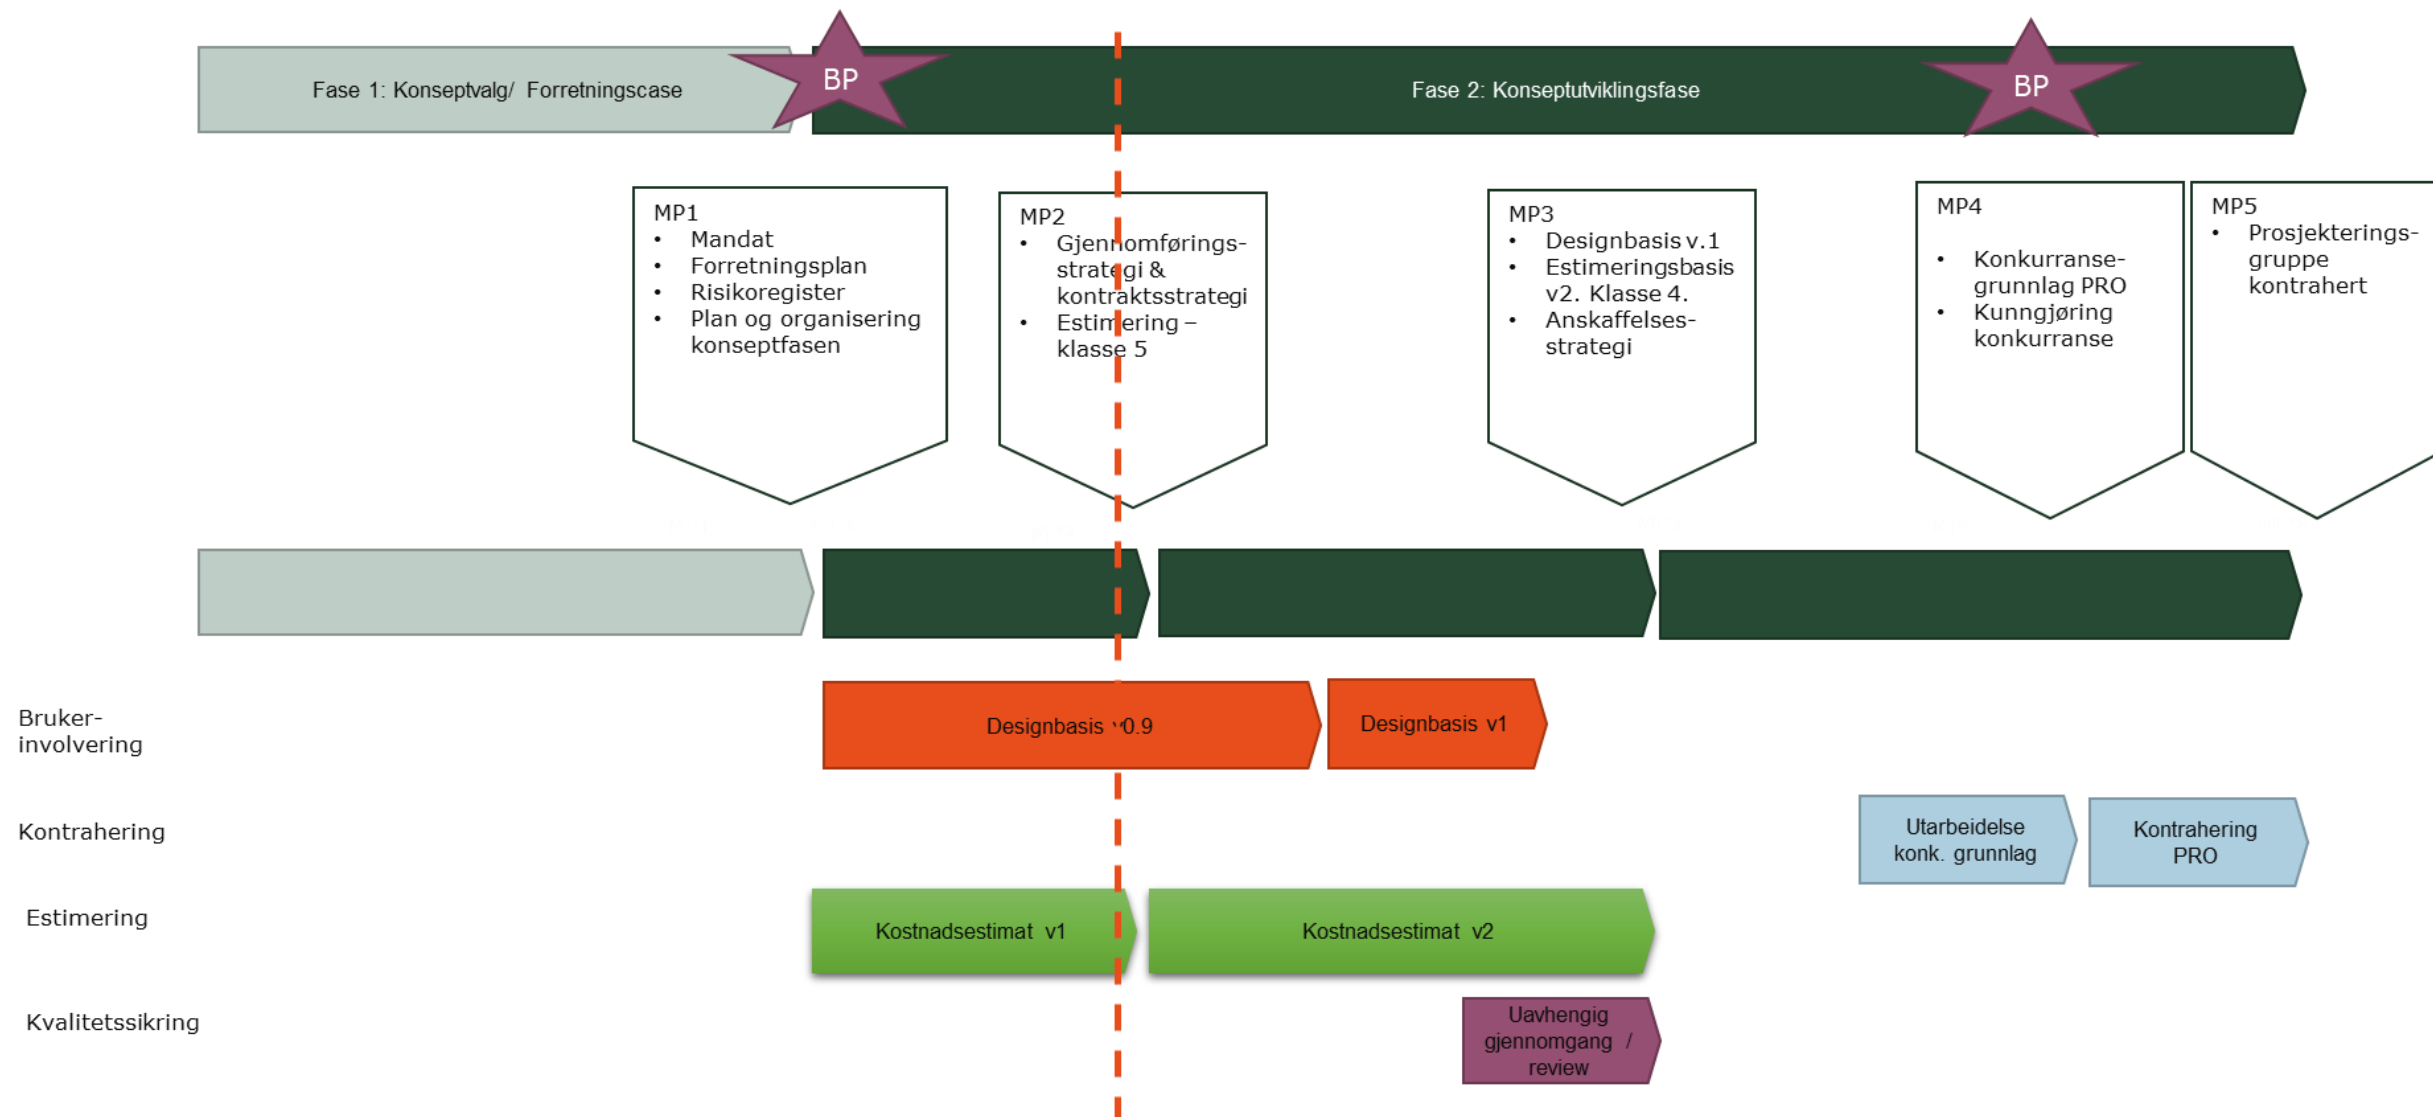 Fase 1: Konseptvalg/ Forretningscase
BP
Fase 2: Konseptutviklingsfase
BP
MP1
• Mandat
• Forretningsplan
• Risikoregister
• Plan og organisering
konseptfasen
MP2
• Gjennomførings-
strategi &
kontraktsstrategi
• Estimering –
klasse 5
MP3
• Designbasis v.1
• Estimeringsbasis
v2. Klasse 4.
• Anskaffelses-
strategi
MP4
• Konkurranse-
grunnlag PRO
• Kunngjøring
konkurranse
MP5
• Prosjekterings-
gruppe
kontrahert
Bruker-
involvering
Designbasis v0.9
Designbasis v1
Kontrahering
Utarbeidelse
konk. grunnlag
Kontrahering
PRO
Estimering
Kostnadsestimat v1
Kostnadsestimat v2
Kvalitetssikring
Uavhengig
gjennomgang /
review